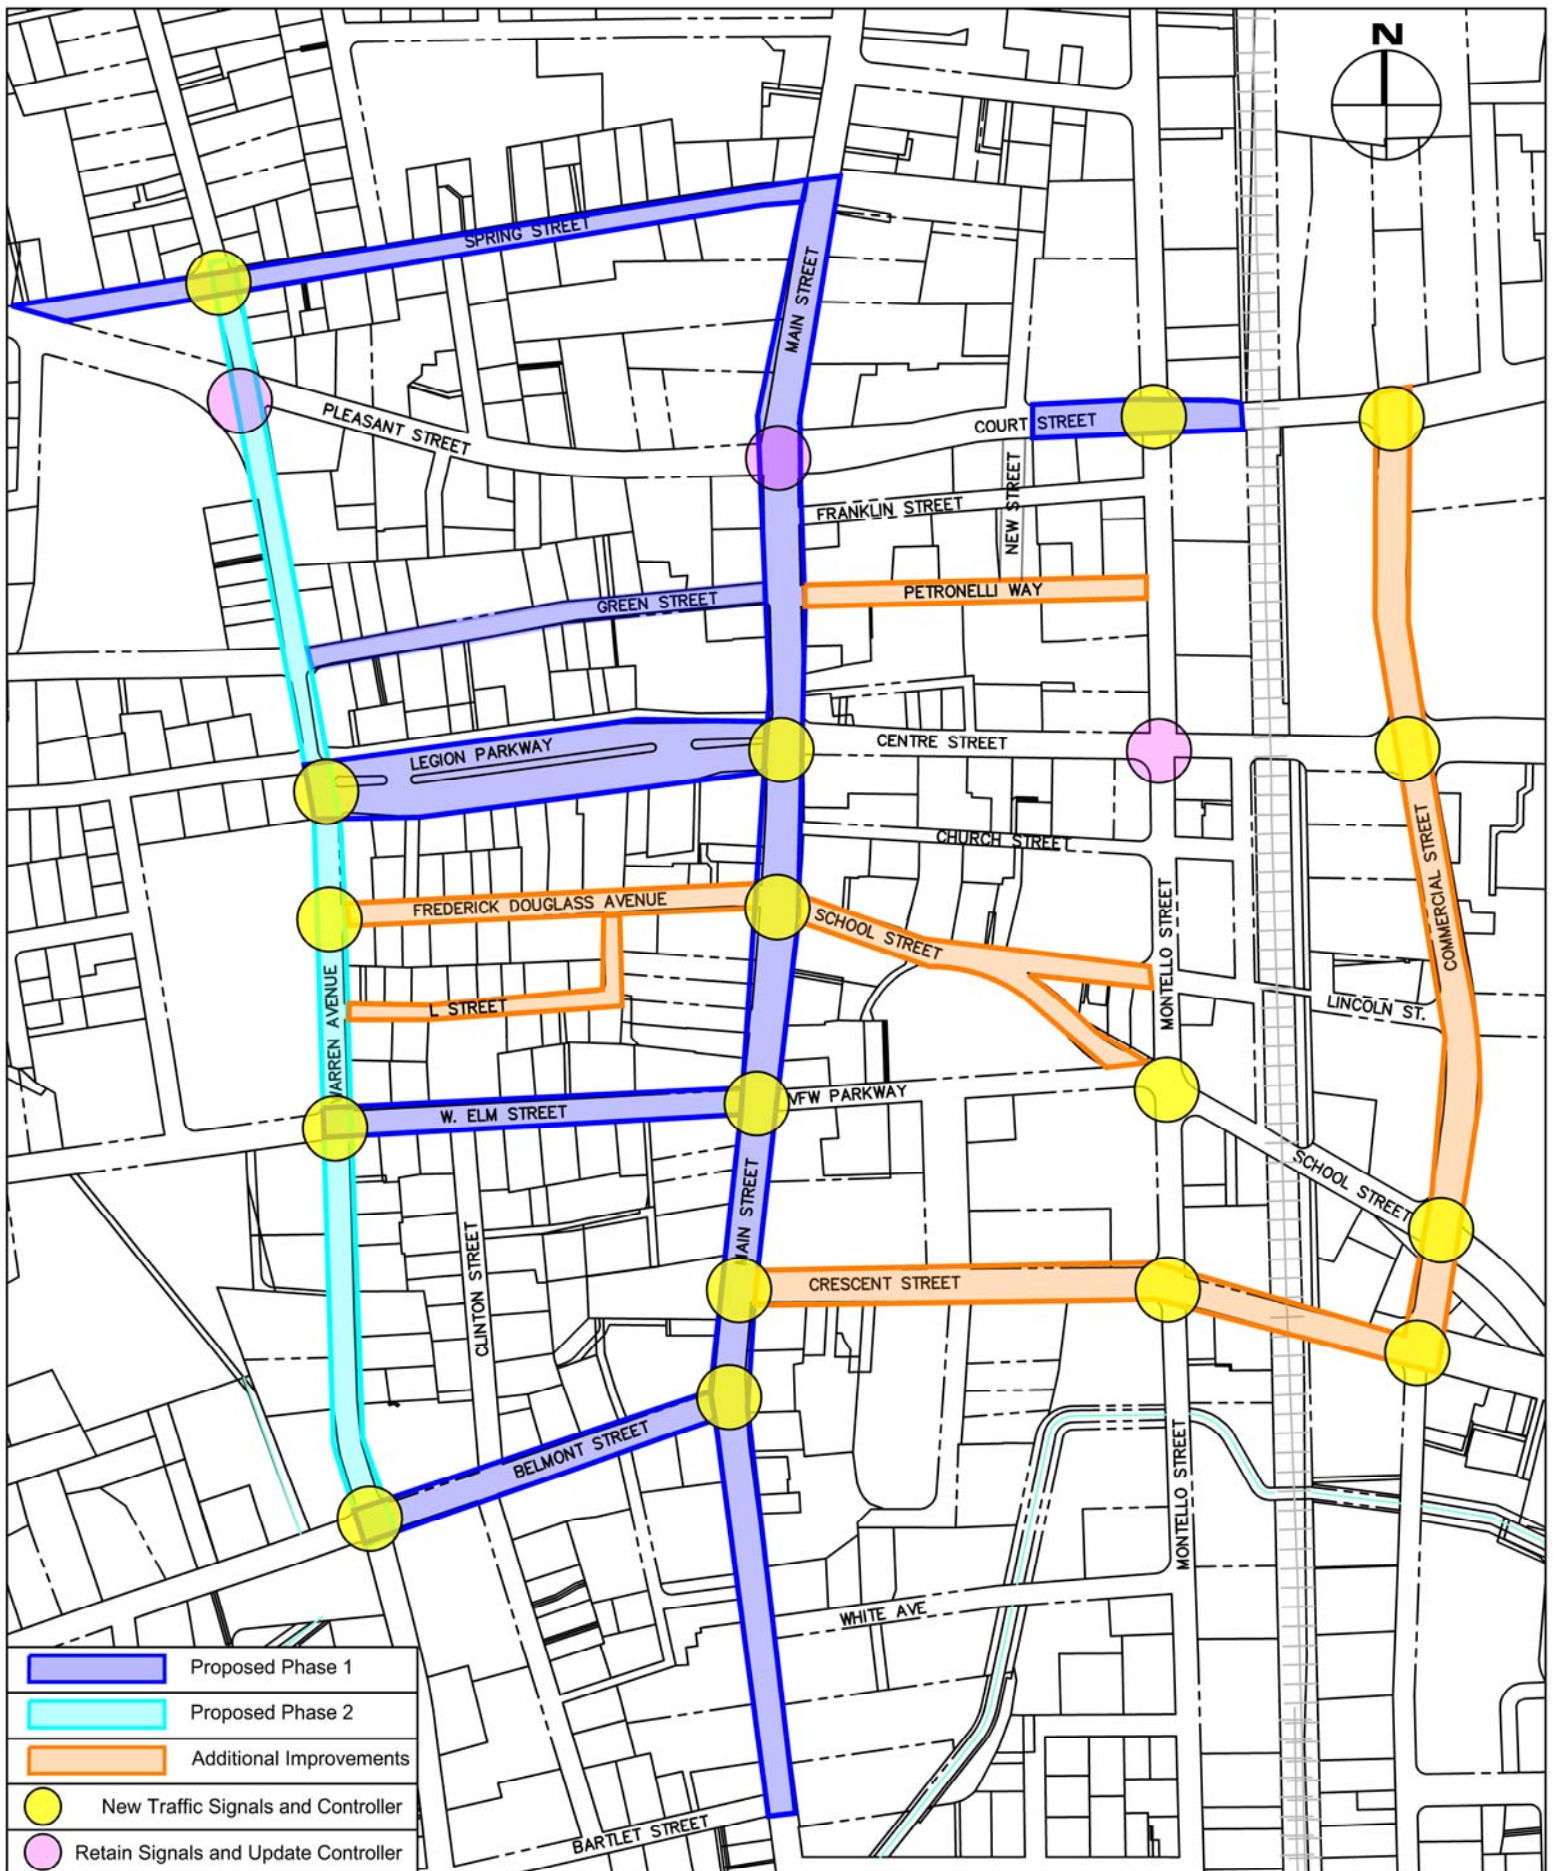 N
SPRING STREET
MAIN STREET
PLEASANT STREET
COURT STREET
FRANKLIN STREET
NEW STREET
GREEN STREET
PETRONELLI WAY
LEGION PARKWAY
CENTRE STREET
CHURCH STREET
COMMERCIAL STREET
FREDERICK DOUGLASS AVENUE
SCHOOL STREET
MONTELLO STREET
L STREET
LINCOLN ST.
WARREN AVENUE
W. ELM STREET
VFW PARKWAY
MAIN STREET
SCHOOL STREET
CLINTON STREET
CRESCENT STREET
BELMONT STREET
MONTELLO STREET
WHITE AVE
BARTLET STREET
Proposed Phase 1
Proposed Phase 2
Additional Improvements
New Traffic Signals and Controller
Retain Signals and Update Controller